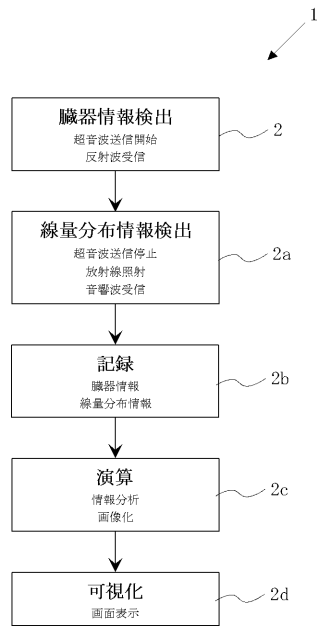 1
臓器情報検出
超音波送信開始
反射波受信
2
線量分布情報検出
超音波送信停止
放射線照射
音響波受信
2a
記録
臓器情報
線量分布情報
2b
演算
情報分析
画像化
2c
可視化
画面表示
2d